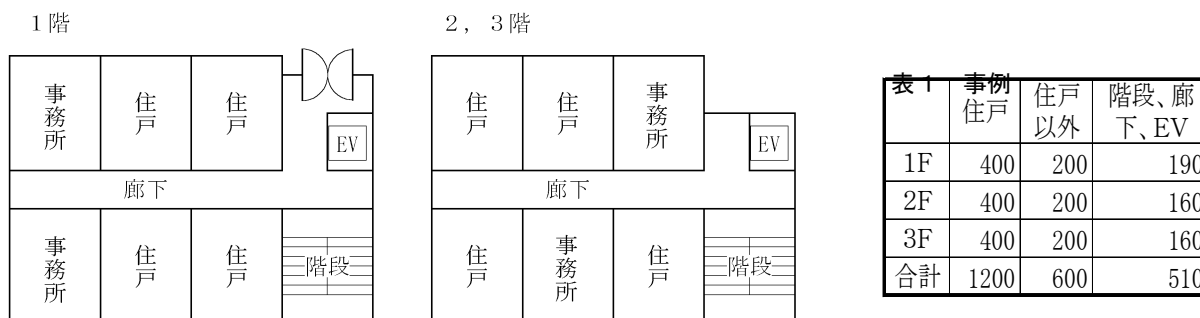 1階
事務所
住戸
住戸
EV
廊下
事務所
住戸
住戸
階段
2，3階
住戸
住戸
事務所
EV
廊下
住戸
事務所
住戸
階段
表1 事例
住戸 住戸以外 階段、廊下、EV
1F 400 200 190
2F 400 200 160
3F 400 200 160
合計 1200 600 510